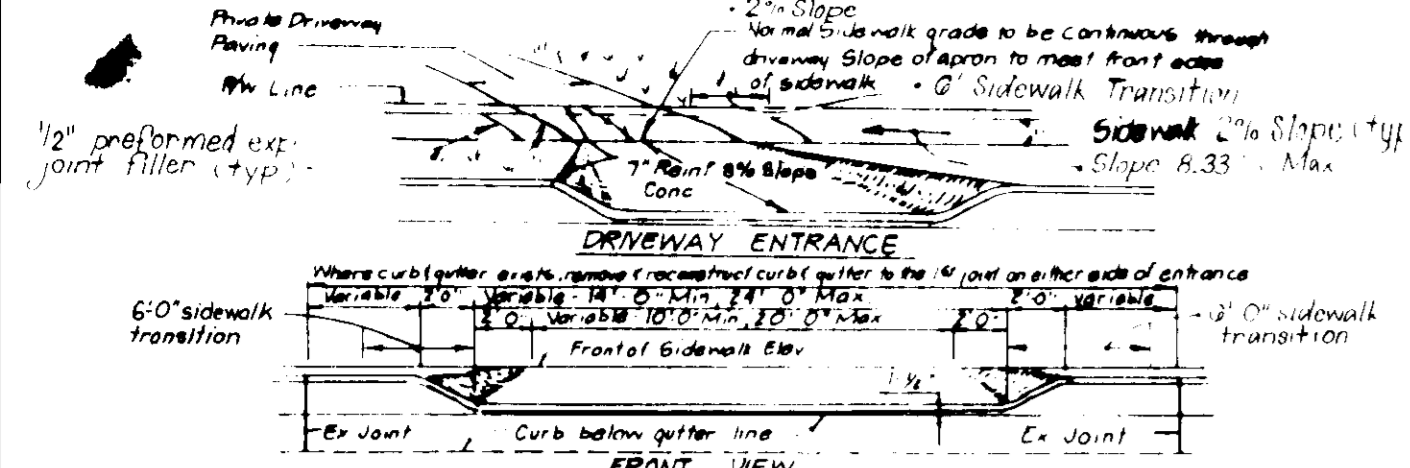 • 2% Slope
Private Driveway
Paving
Normal Sidewalk grade to be continuous through
driveway Slope of apron to meet front edge
of sidewalk
R/W Line
• 6' Sidewalk Transition
1/2" preformed exp.
joint filler (typ)
Sidewalk 2% Slope (typ
• Slope 8.33 Max
7" Reinf 8% Slope
Conc
DRIVEWAY ENTRANCE
Where curb & gutter exists, remove & reconstruct curb & gutter to the 1st joint on either side of entrance
Variable 2'0" Variable - 14'-0" Min, 24' 0" Max 2'-0" Variable
6'-0" sidewalk
transition
2'0" Variable 10'0" Min, 20' 0" Max 2'0"
0" sidewalk
transition
Front of Sidewalk Elev
Ex Joint
Curb below gutter line
Ex Joint
FRONT VIEW